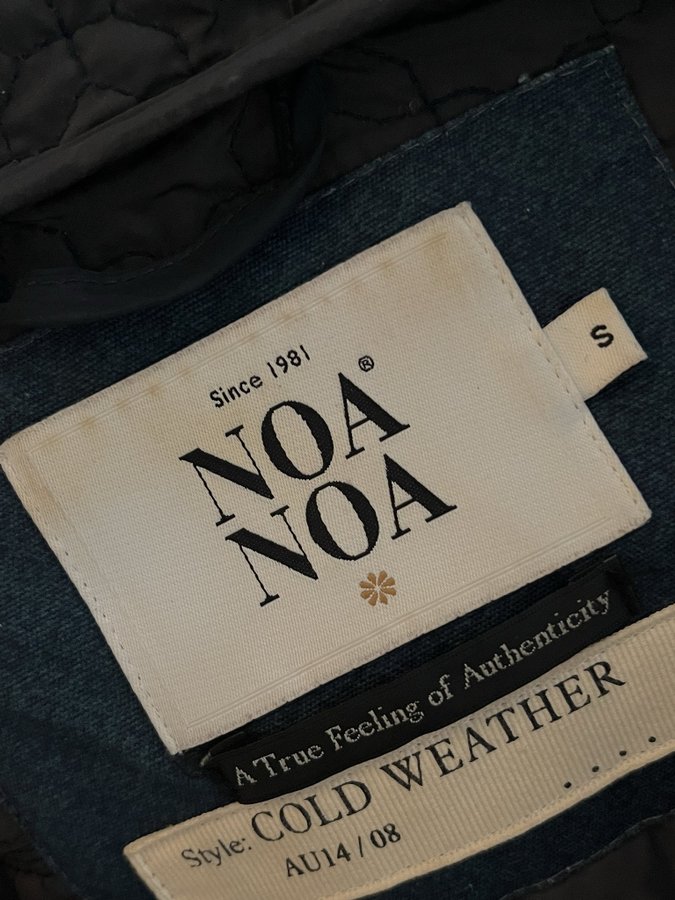 Since 1981
NOA ®
NOA
S
A True Feeling of Authenticity
Style: COLD WEATHER
AU14 / 08